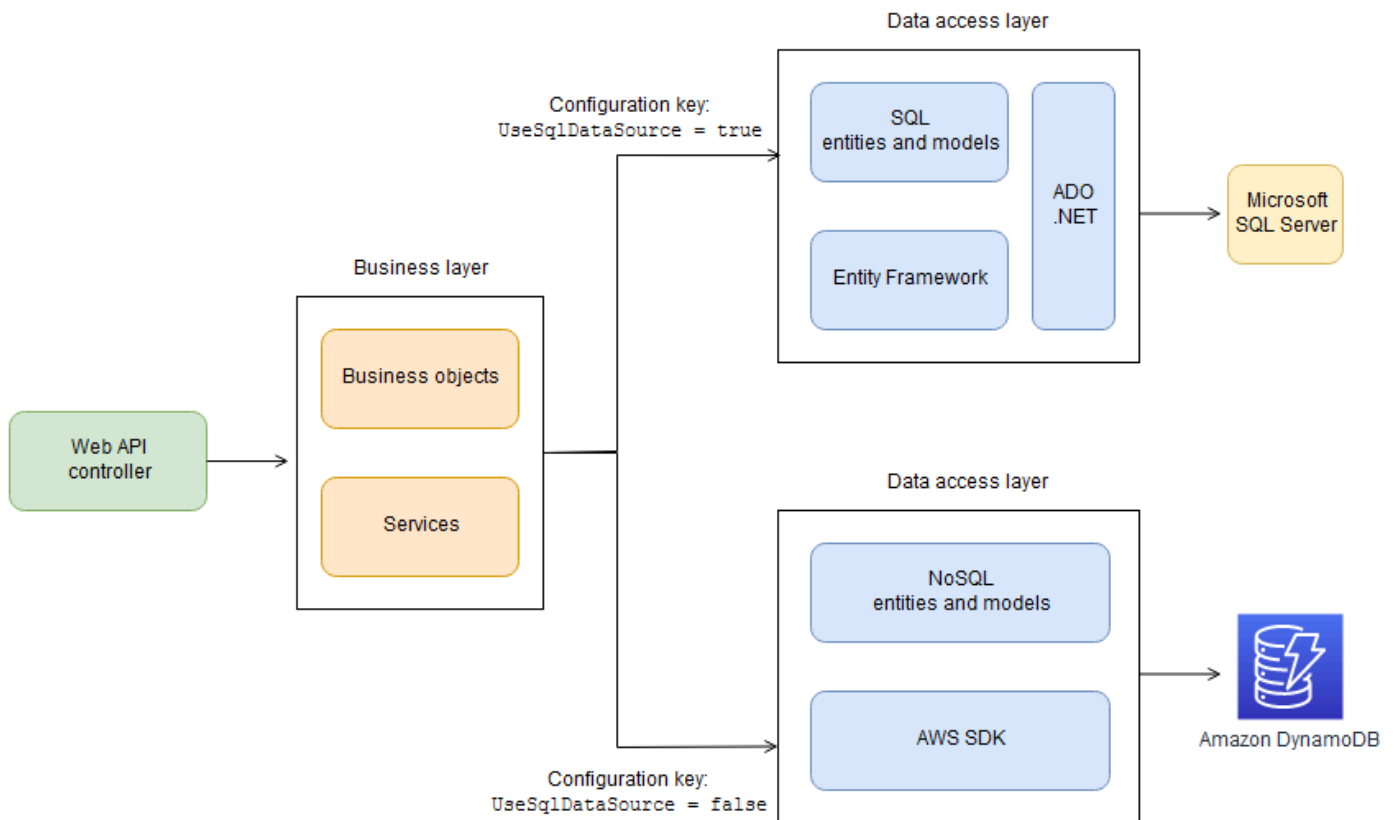 Data access layer
Configuration key:
UseSqlDataSource = true
SQL
entities and models
ADO
.NET
Entity Framework
Microsoft
SQL Server
Business layer
Business objects
Services
Web API
controller
Data access layer
NoSQL
entities and models
AWS SDK
Amazon DynamoDB
Configuration key:
UseSqlDataSource = false